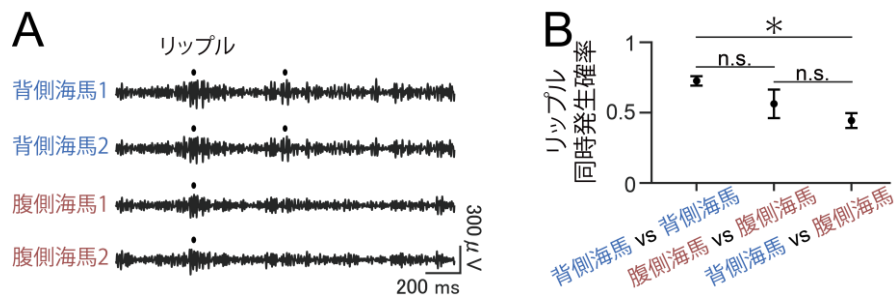 A
リップル
背側海馬1
背側海馬2
腹側海馬1
腹側海馬2
300 μV
200 ms
B
リップル
同時発生確率
1
0.5
0
*
n.s.
n.s.
背側海馬 vs 背側海馬
腹側海馬 vs 腹側海馬
背側海馬 vs 腹側海馬